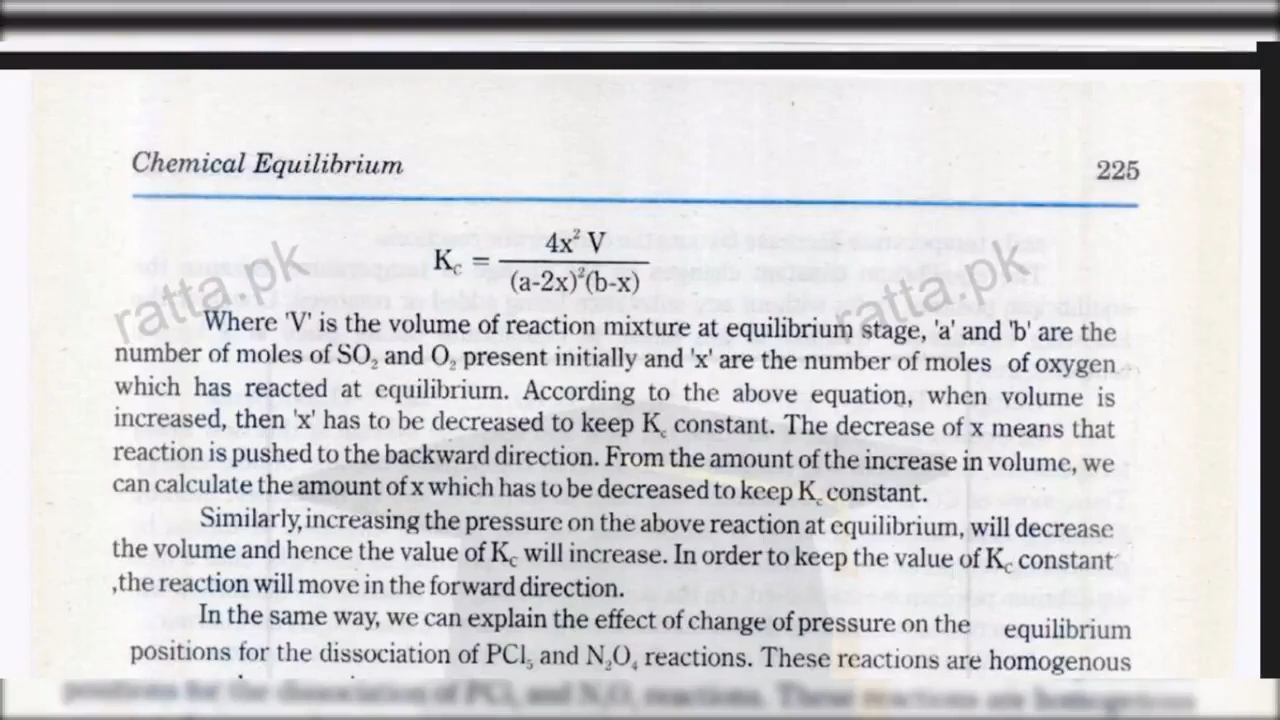 Chemical Equilibrium 225
Kc = 4x² V / (a-2x)²(b-x)
ratta.pk ratta.pk
Where 'V' is the volume of reaction mixture at equilibrium stage, 'a' and 'b' are the
number of moles of SO₂ and O₂ present initially and 'x' are the number of moles of oxygen
which has reacted at equilibrium. According to the above equation, when volume is
increased, then 'x' has to be decreased to keep Kc constant. The decrease of x means that
reaction is pushed to the backward direction. From the amount of the increase in volume, we
can calculate the amount of x which has to be decreased to keep Kc constant.
Similarly, increasing the pressure on the above reaction at equilibrium, will decrease
the volume and hence the value of Kc will increase. In order to keep the value of Kc constant
,the reaction will move in the forward direction.
In the same way, we can explain the effect of change of pressure on the equilibrium
positions for the dissociation of PCl₅ and N₂O₄ reactions. These reactions are homogenous